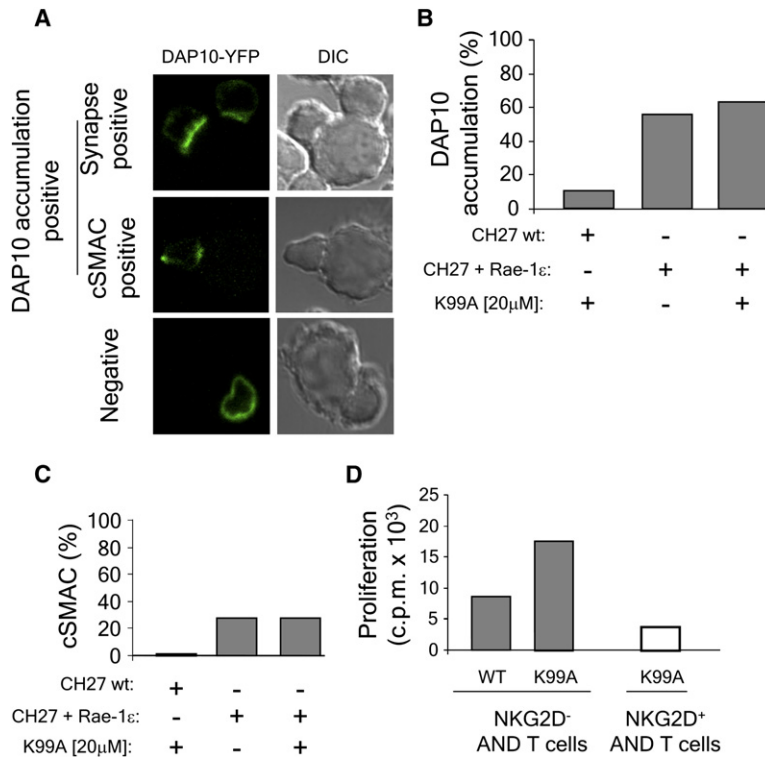 A
DAP10-YFP
DIC
DAP10 accumulation
positive
Synapse
positive
cSMAC
positive
Negative
B
DAP10
accumulation (%)
100
80
60
40
20
0
CH27 wt: + - -
CH27 + Rae-1ε: - + +
K99A [20µM]: + - +
C
cSMAC (%)
100
80
60
40
20
0
CH27 wt: + - -
CH27 + Rae-1ε: - + +
K99A [20µM]: + - +
D
Proliferation
(c.p.m. x 10³)
25
20
15
10
5
0
WT K99A K99A
NKG2D⁻ NKG2D⁺
AND T cells AND T cells